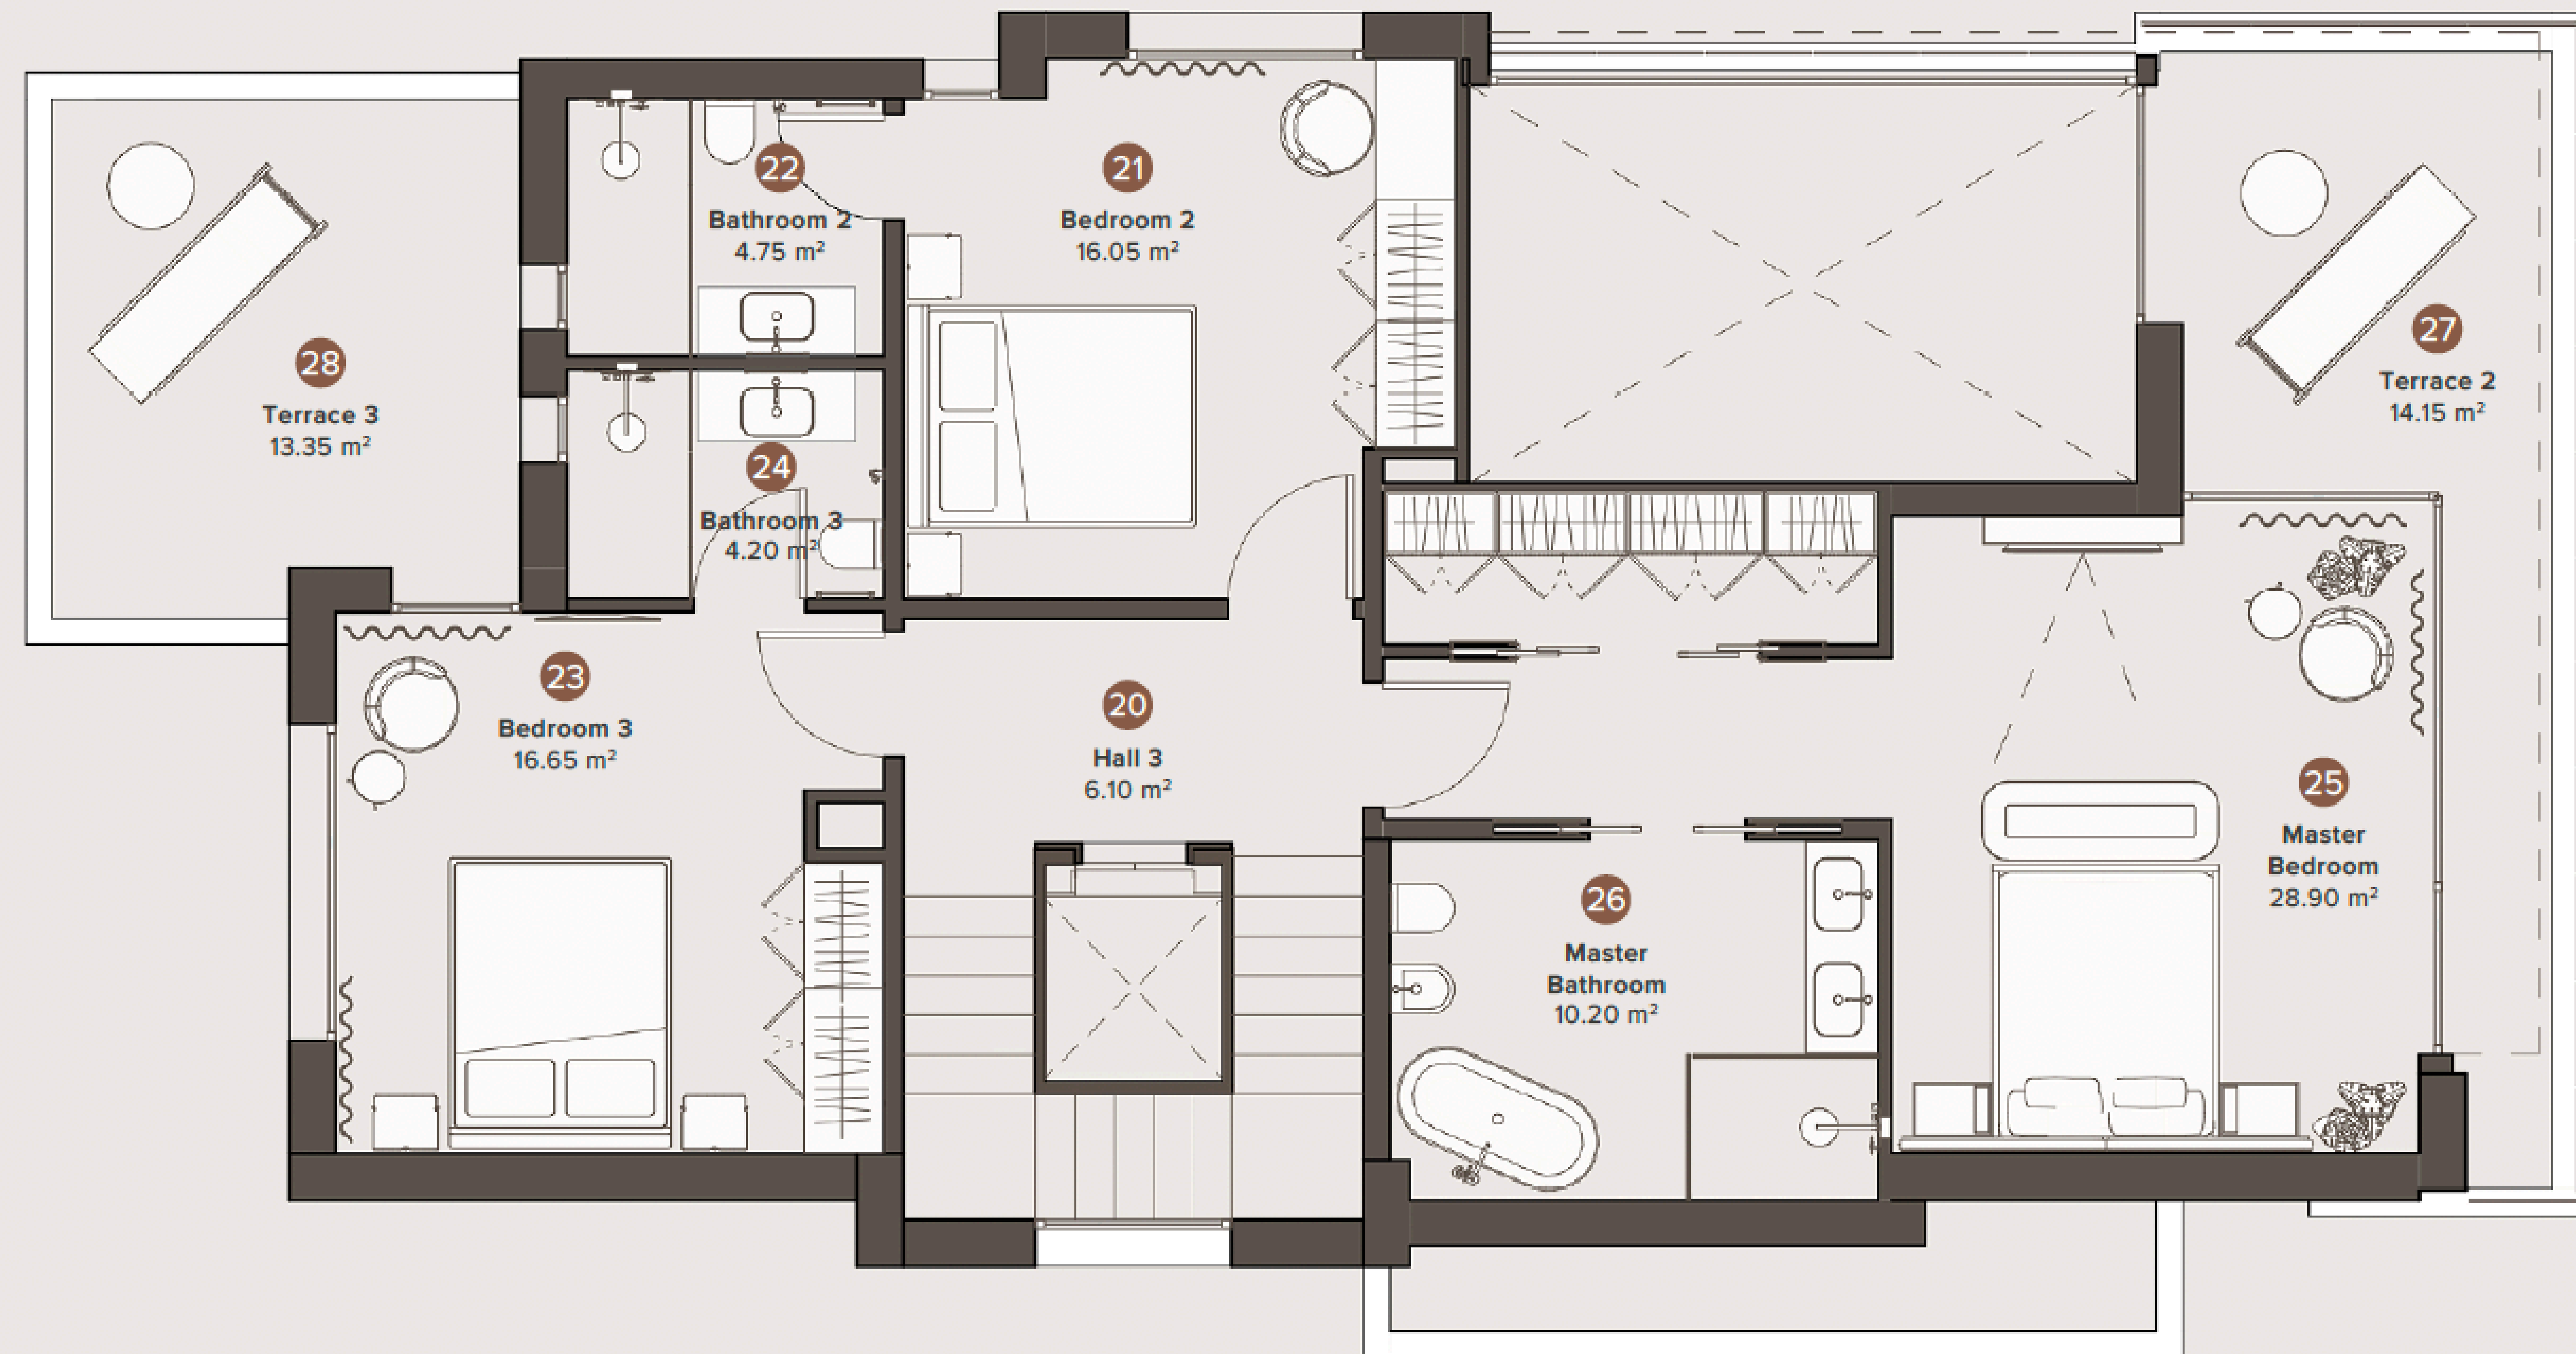 22
Bathroom 2
4.75 m²
21
Bedroom 2
16.05 m²
27
Terrace 2
14.15 m²
28
Terrace 3
13.35 m²
24
Bathroom 3
4.20 m²
23
Bedroom 3
16.65 m²
20
Hall 3
6.10 m²
25
Master
Bedroom
28.90 m²
26
Master
Bathroom
10.20 m²